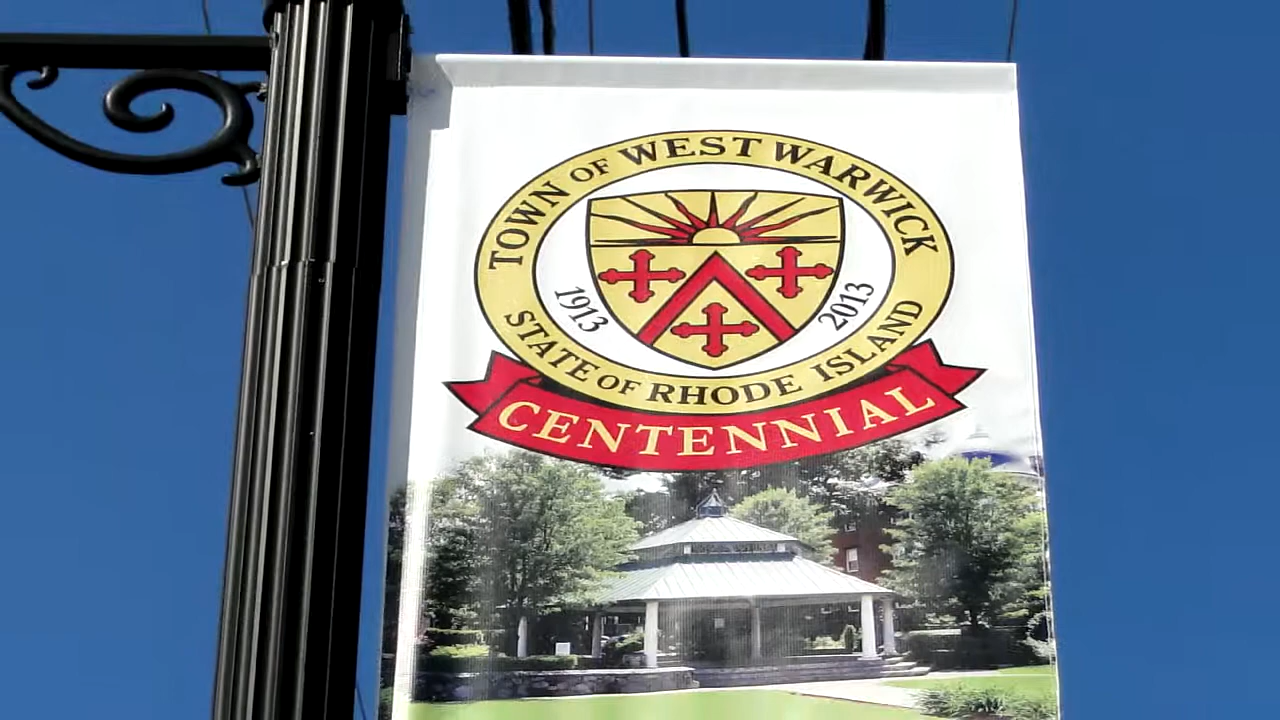 TOWN OF WEST WARWICK
1913 2013
STATE OF RHODE ISLAND
CENTENNIAL